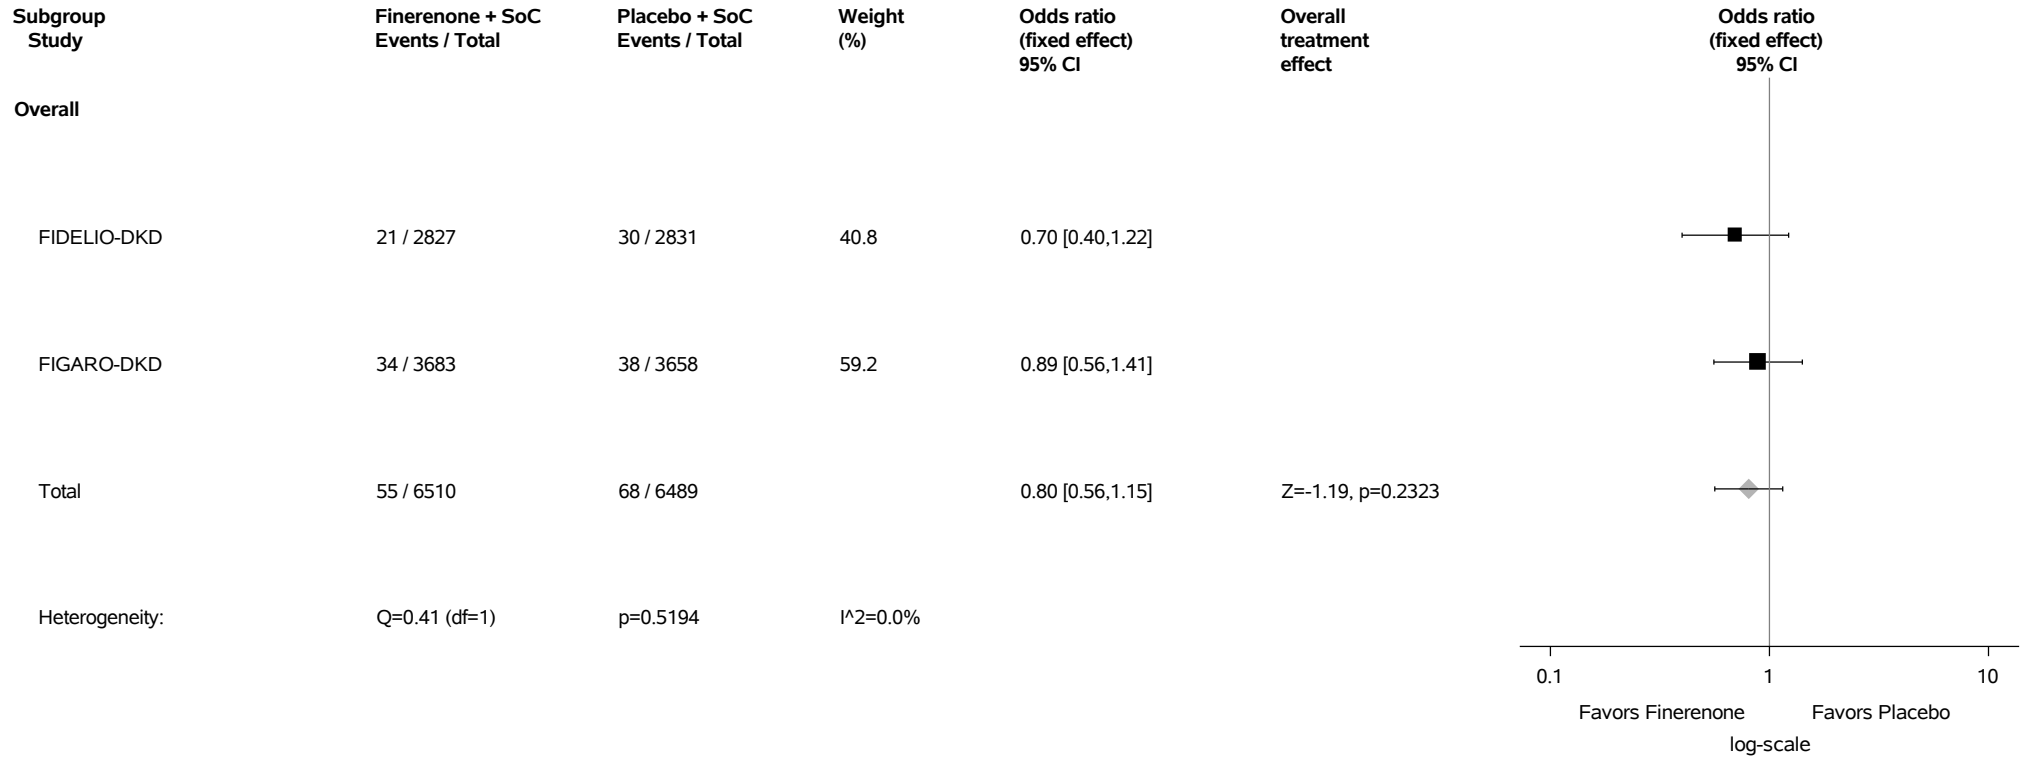 Subgroup Finerenone + SoC Placebo + SoC Weight Odds ratio Overall Odds ratio
Study Events / Total Events / Total (%) (fixed effect) treatment (fixed effect)
95% CI effect 95% CI
Overall
FIDELIO-DKD 21 / 2827 30 / 2831 40.8 0.70 [0.40,1.22]
FIGARO-DKD 34 / 3683 38 / 3658 59.2 0.89 [0.56,1.41]
Total 55 / 6510 68 / 6489 0.80 [0.56,1.15] Z=-1.19, p=0.2323
Heterogeneity: Q=0.41 (df=1) p=0.5194 I^2=0.0%
0.1 1 10
Favors Finerenone Favors Placebo
log-scale